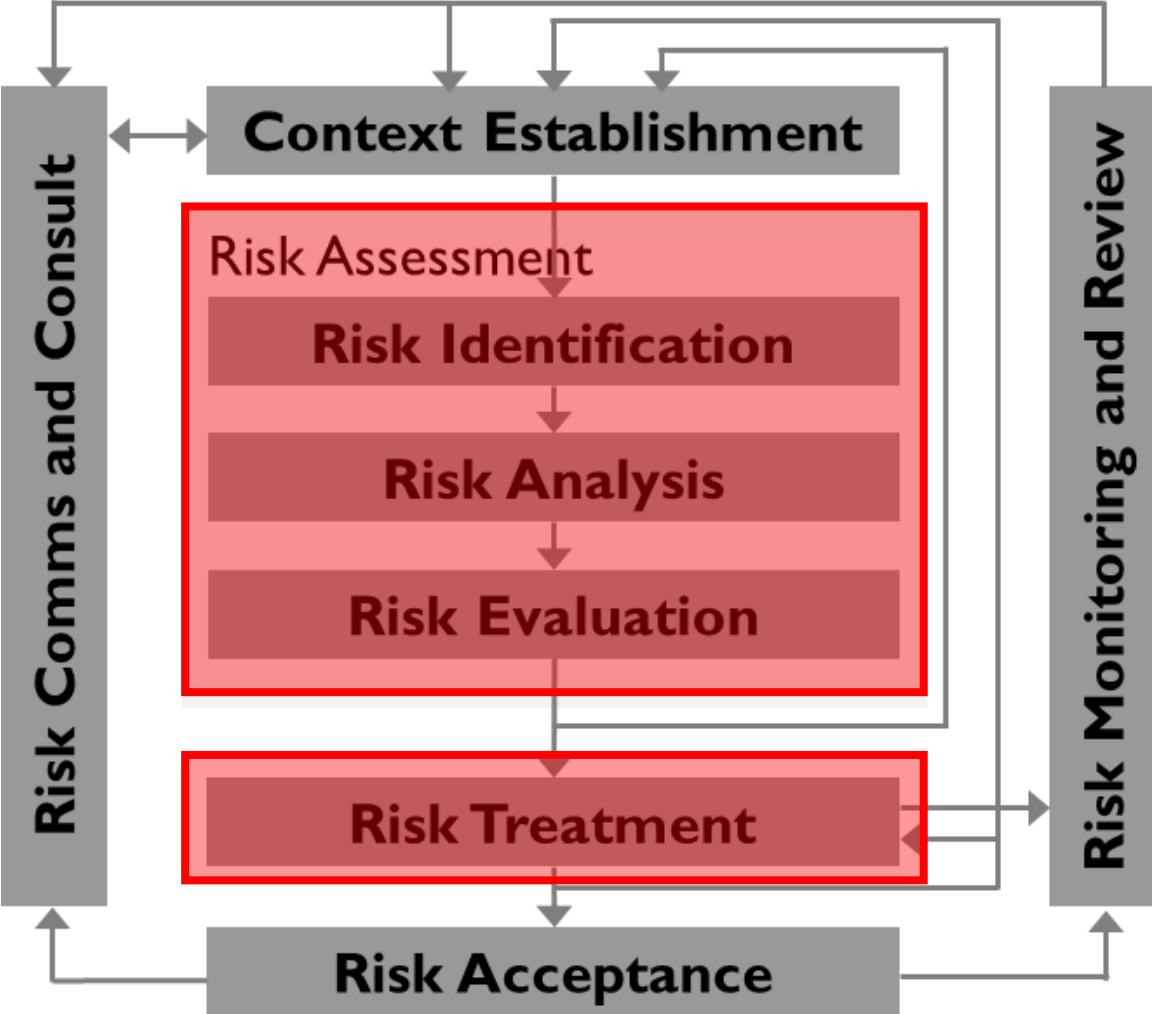 Context Establishment
Risk Comms and Consult
Risk Monitoring and Review
Risk Assessment
Risk Identification
Risk Analysis
Risk Evaluation
Risk Treatment
Risk Acceptance